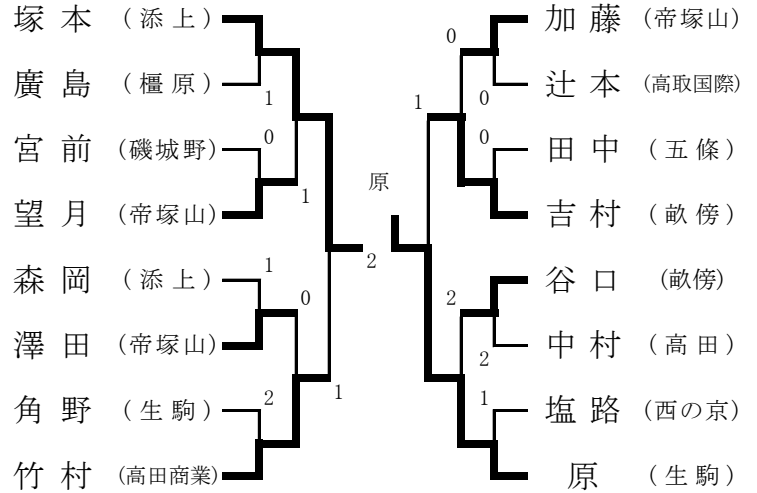 塚 本 (添 上) 加 藤 (帝塚山)
0
廣 島 (橿 原) 辻 本 (高取国際)
1 1 0
宮 前 (磯城野) 0 0 田 中 (五 條)
原
1
望 月 (帝塚山) 吉 村 (畝 傍)
2
森 岡 (添 上) 1 谷 口 (畝傍)
0 2
澤 田 (帝塚山) 中 村 (高 田)
2
角 野 (生 駒) 2 1 1 塩 路 (西の京)
竹 村 (高田商業) 原 (生 駒)